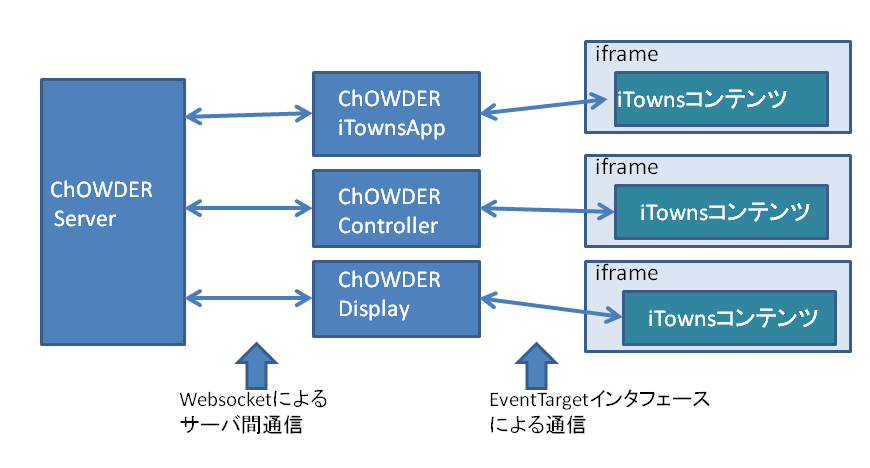 ChOWDER
Server
ChOWDER
iTownsApp
ChOWDER
Controller
ChOWDER
Display
iframe
iTownsコンテンツ
iframe
iTownsコンテンツ
iframe
iTownsコンテンツ
Websocketによる
サーバ間通信
EventTargetインタフェース
による通信